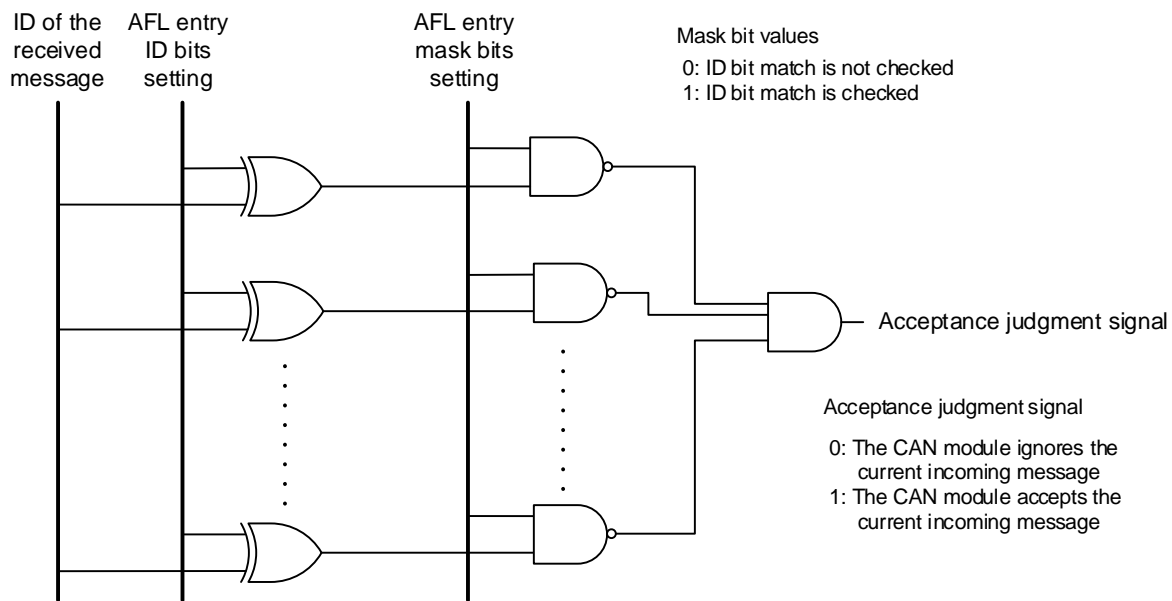 ID of the
received
message
AFL entry
ID bits
setting
AFL entry
mask bits
setting
Mask bit values
0: ID bit match is not checked
1: ID bit match is checked
Acceptance judgment signal
Acceptance judgment signal
0: The CAN module ignores the
current incoming message
1: The CAN module accepts the
current incoming message